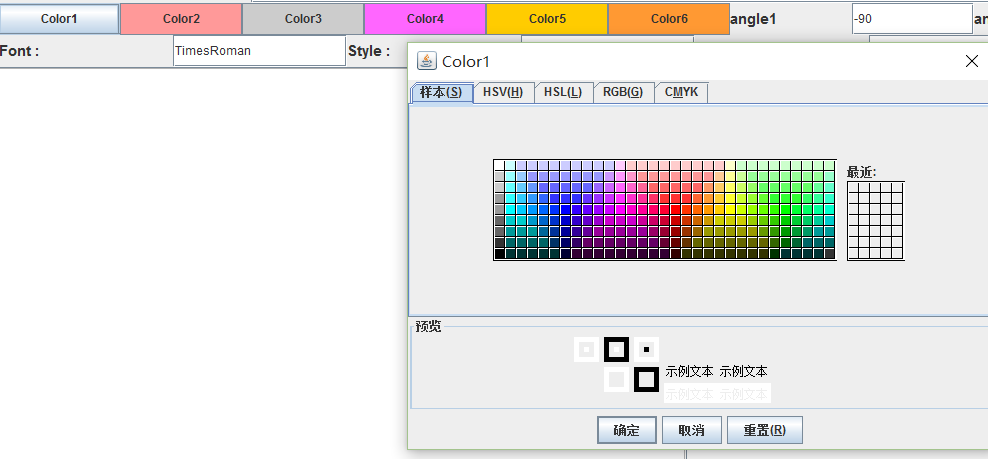 Color1 Color2 Color3 Color4 Color5 Color6 angle1 -90 an
Font : TimesRoman Style :
Color1
样本(S) HSV(H) HSL(L) RGB(G) CMYK
最近:
预览
示例文本 示例文本
示例文本 示例文本
确定 取消 重置(R)